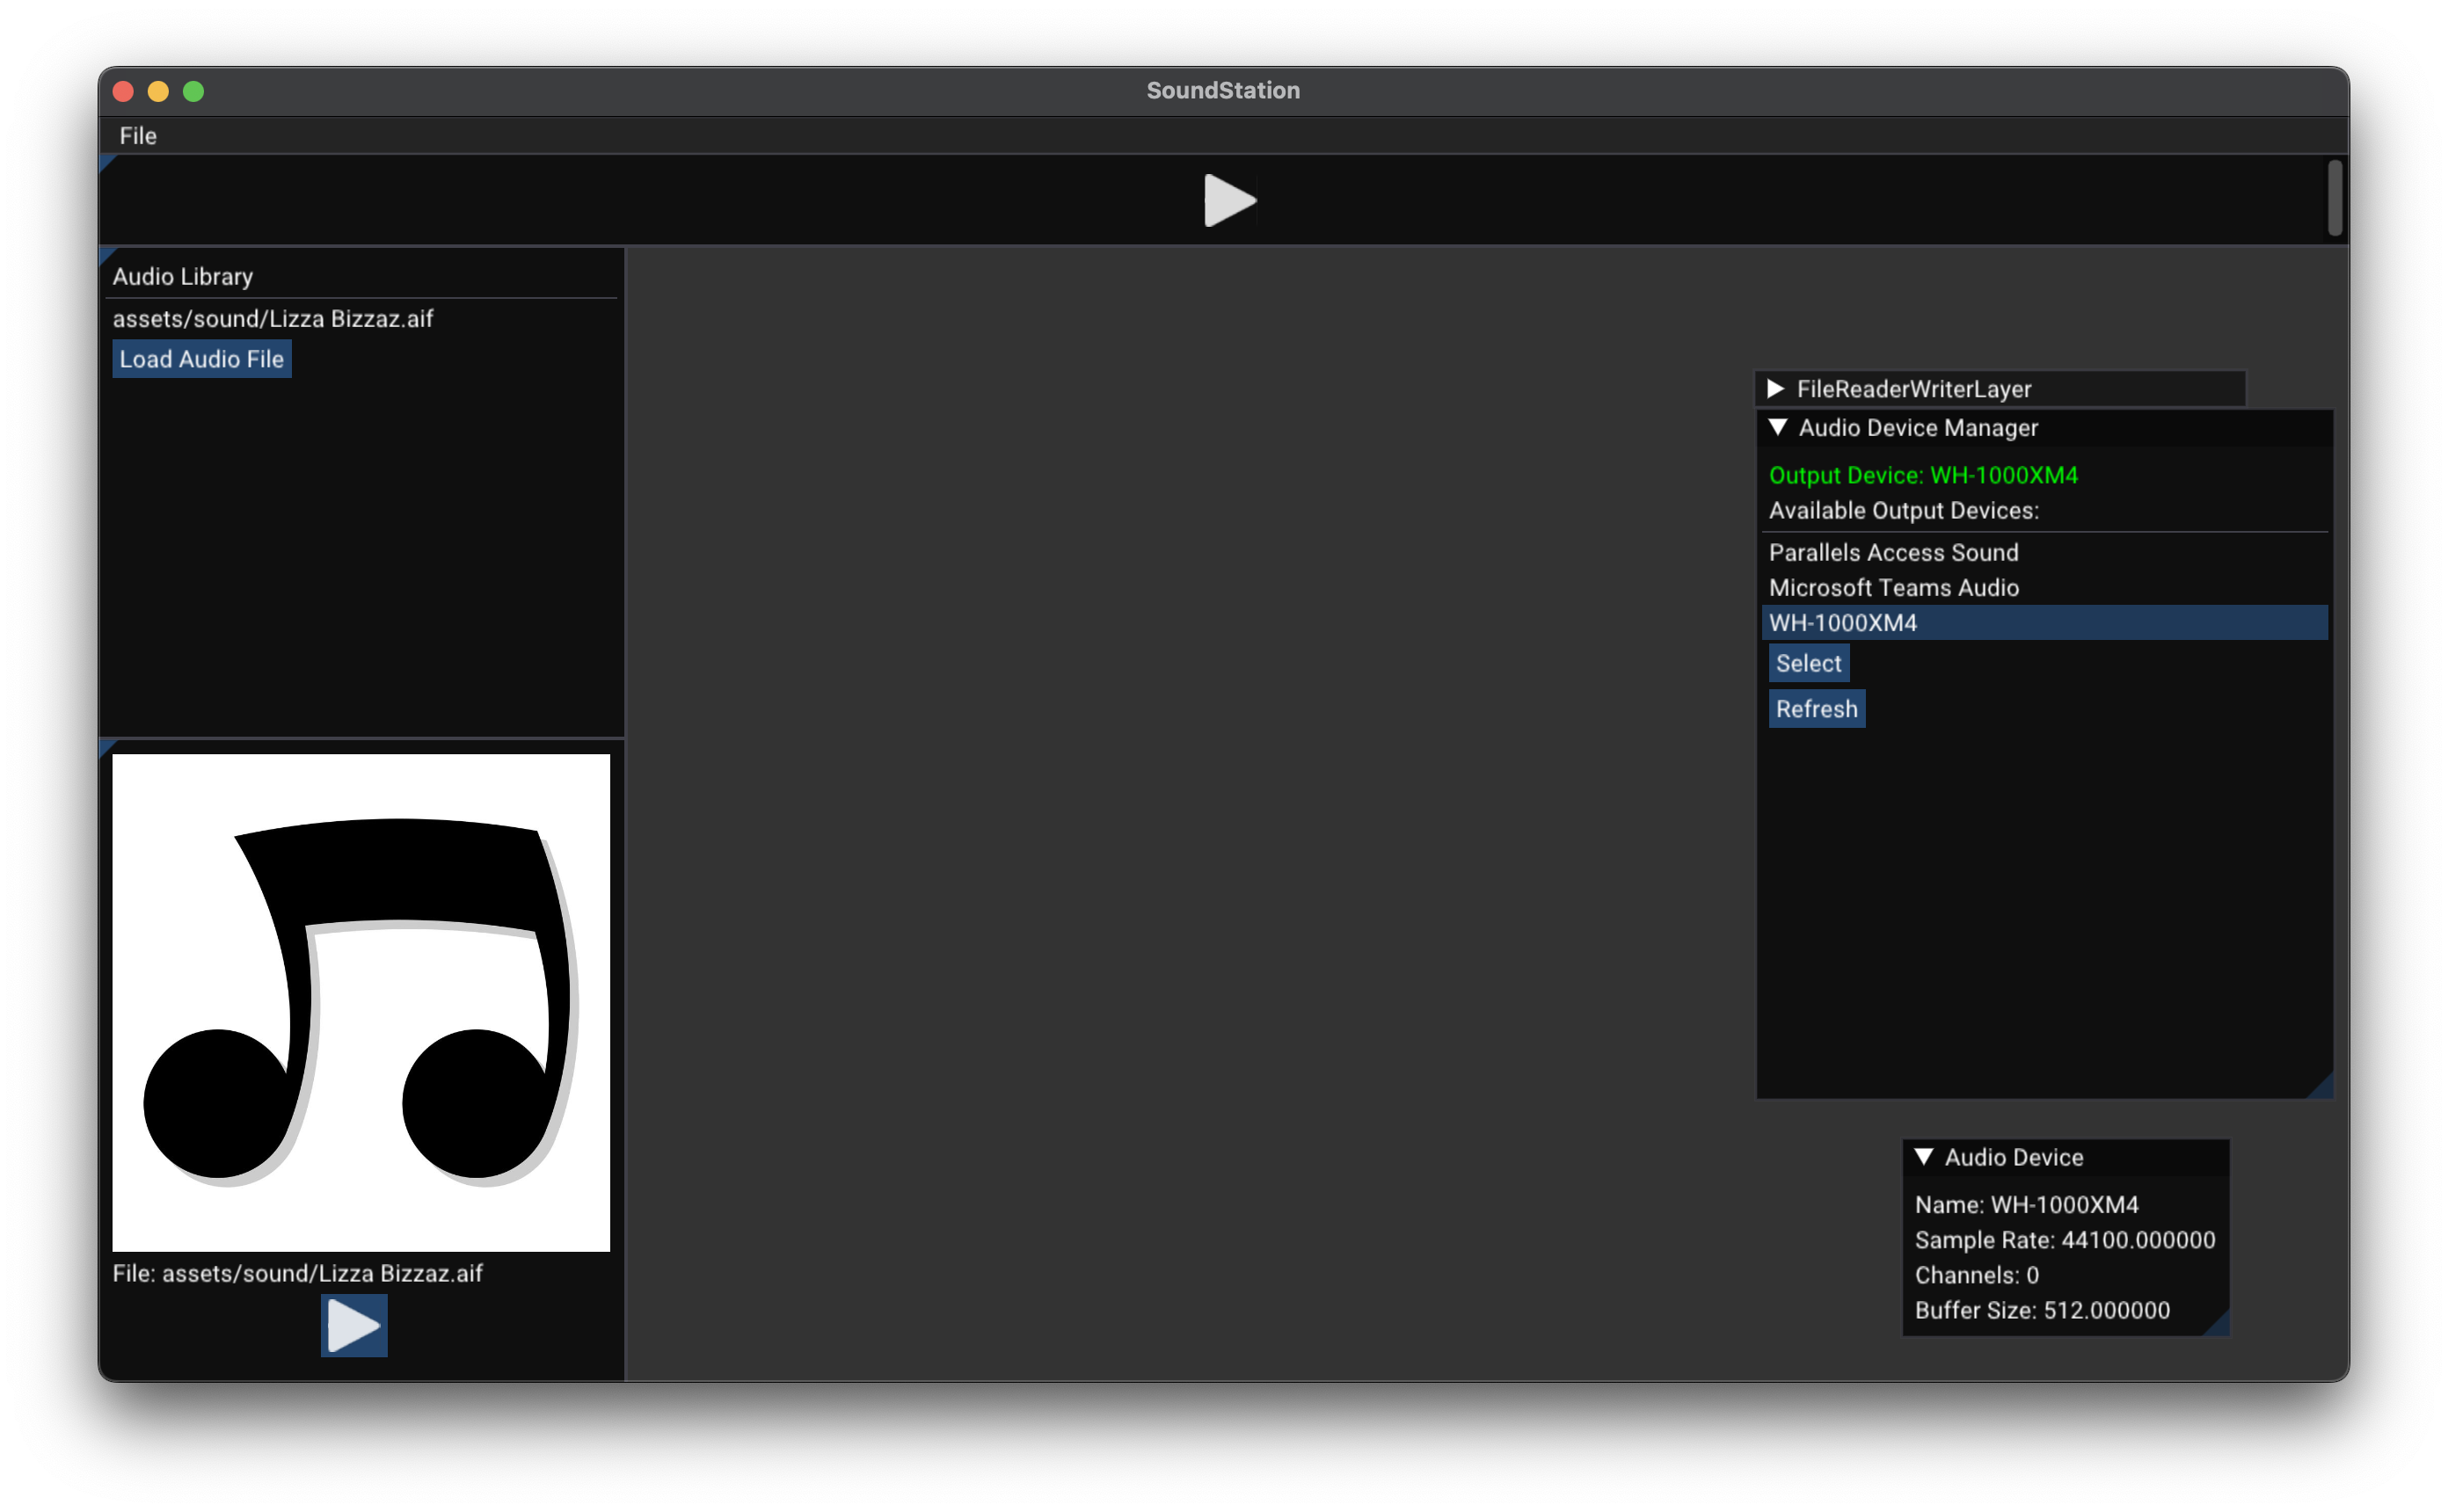 SoundStation
File
Audio Library
assets/sound/Lizza Bizzaz.aif
Load Audio File
File: assets/sound/Lizza Bizzaz.aif
FileReaderWriterLayer
Audio Device Manager
Output Device: WH-1000XM4
Available Output Devices:
Parallels Access Sound
Microsoft Teams Audio
WH-1000XM4
Select
Refresh
Audio Device
Name: WH-1000XM4
Sample Rate: 44100.000000
Channels: 0
Buffer Size: 512.000000